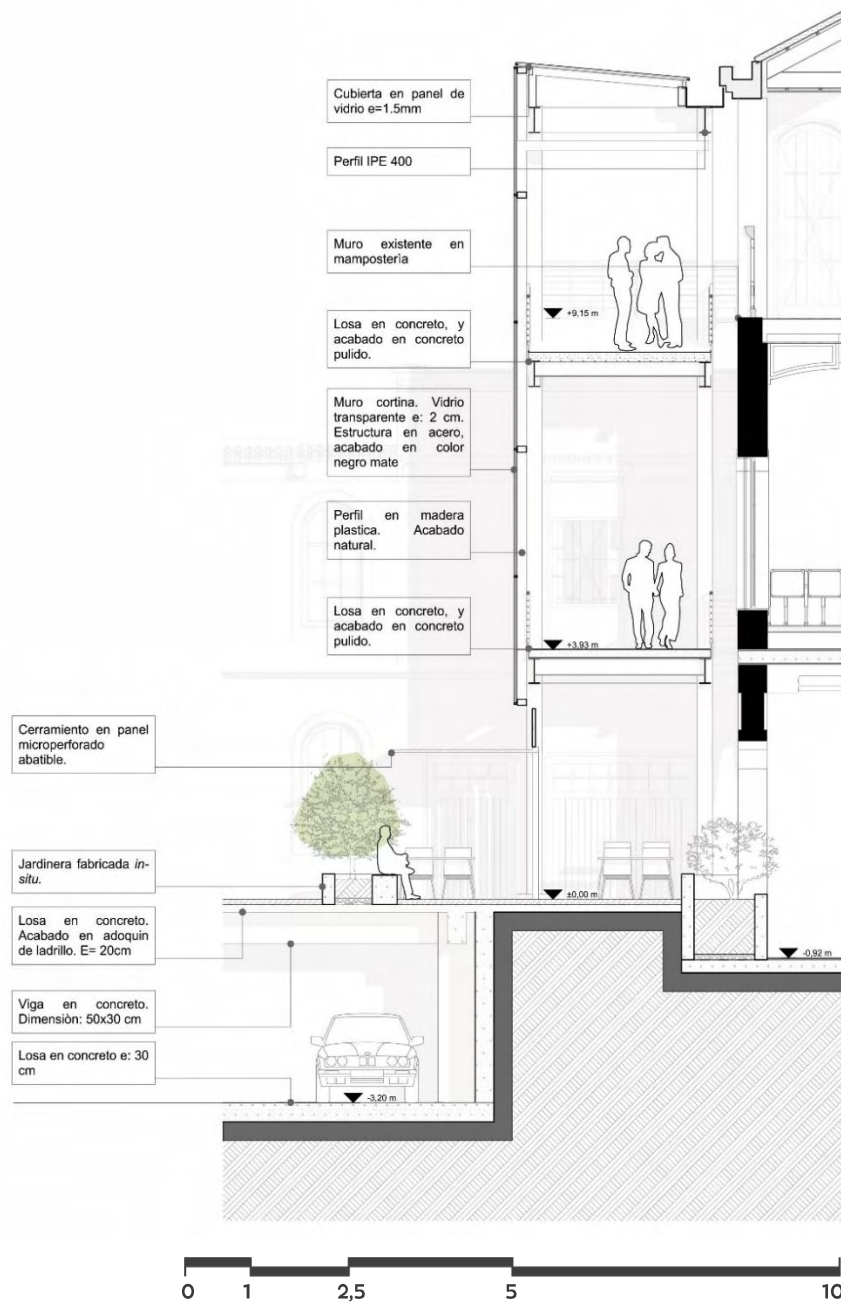 Cubierta en panel de
vidrio e=1.5mm
Perfil IPE 400
Muro existente en
mamposterìa
Losa en concreto, y
acabado en concreto
pulido.
+9,15 m
Muro cortina. Vidrio
transparente e: 2 cm.
Estructura en acero,
acabado en color
negro mate
Perfil en madera
plastica. Acabado
natural.
Losa en concreto, y
acabado en concreto
pulido.
+3,93 m
Cerramiento en panel
microperforado
abatible.
Jardinera fabricada in-
situ.
±0,00 m
Losa en concreto.
Acabado en adoquin
de ladrillo. E= 20cm
-0,92 m
Viga en concreto.
Dimensiòn: 50x30 cm
Losa en concreto e: 30
cm
-3,20 m
0 1 2,5 5 10